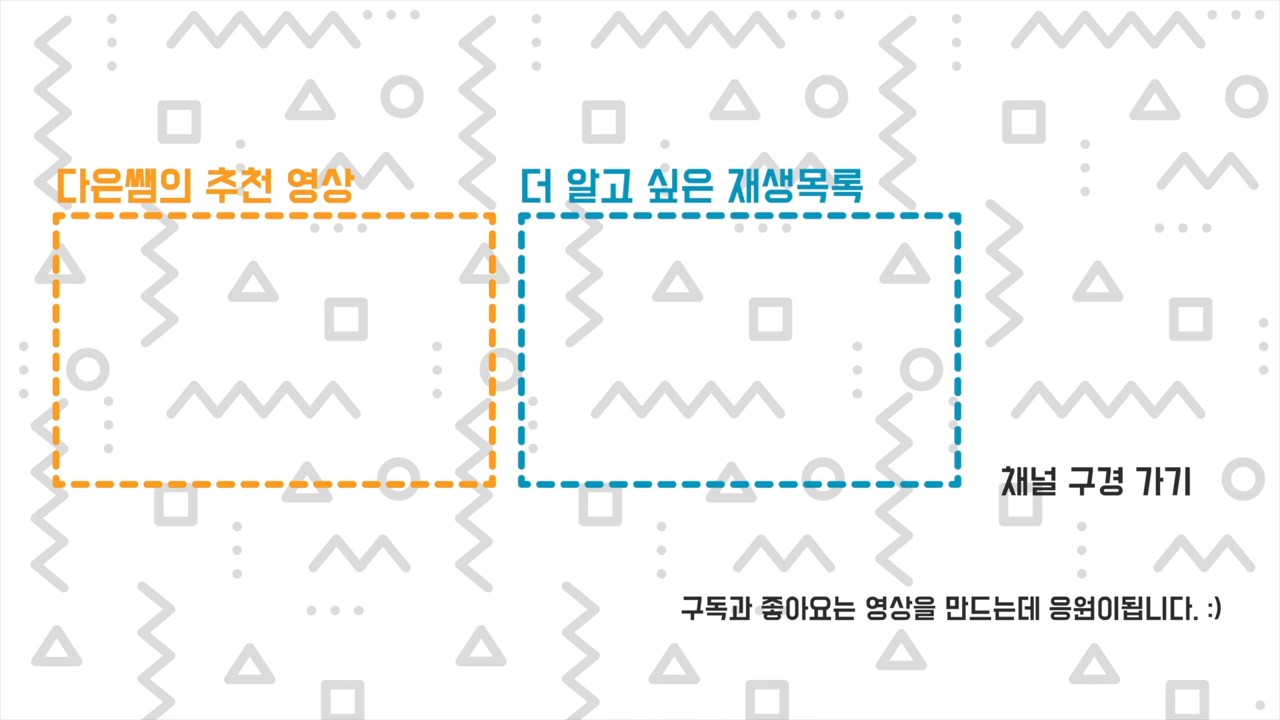 다은쌤의 추천 영상
더 알고 싶은 재생목록
채널 구경 가기
구독과 좋아요는 영상을 만드는데 응원이됩니다. :)